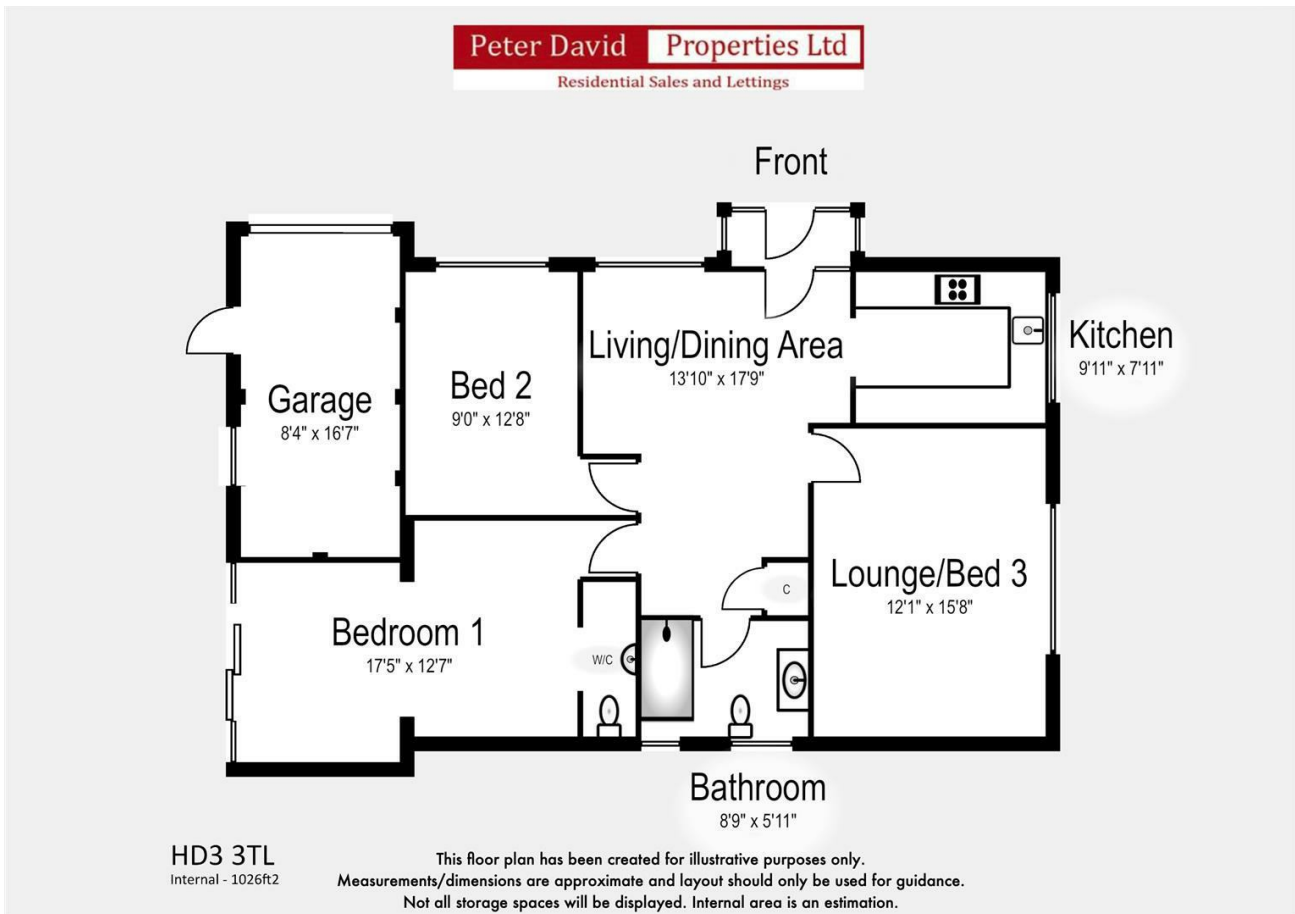 Peter David Properties Ltd
Residential Sales and Lettings
Front
Living/Dining Area
13'10" x 17'9"
Kitchen
9'11" x 7'11"
Bed 2
9'0" x 12'8"
Garage
8'4" x 16'7"
Lounge/Bed 3
12'1" x 15'8"
C
Bedroom 1
17'5" x 12'7"
W/C
Bathroom
8'9" x 5'11"
HD3 3TL
Internal - 1026ft2
This floor plan has been created for illustrative purposes only.
Measurements/dimensions are approximate and layout should only be used for guidance.
Not all storage spaces will be displayed. Internal area is an estimation.